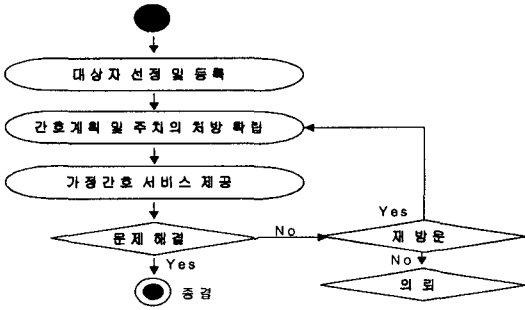 대상자 선정 및 등록
간호계획 및 주치의 처방 확립
가정간호 서비스 제공
문제 해결
No
Yes
재 방문
Yes
No
의 뢰
종결